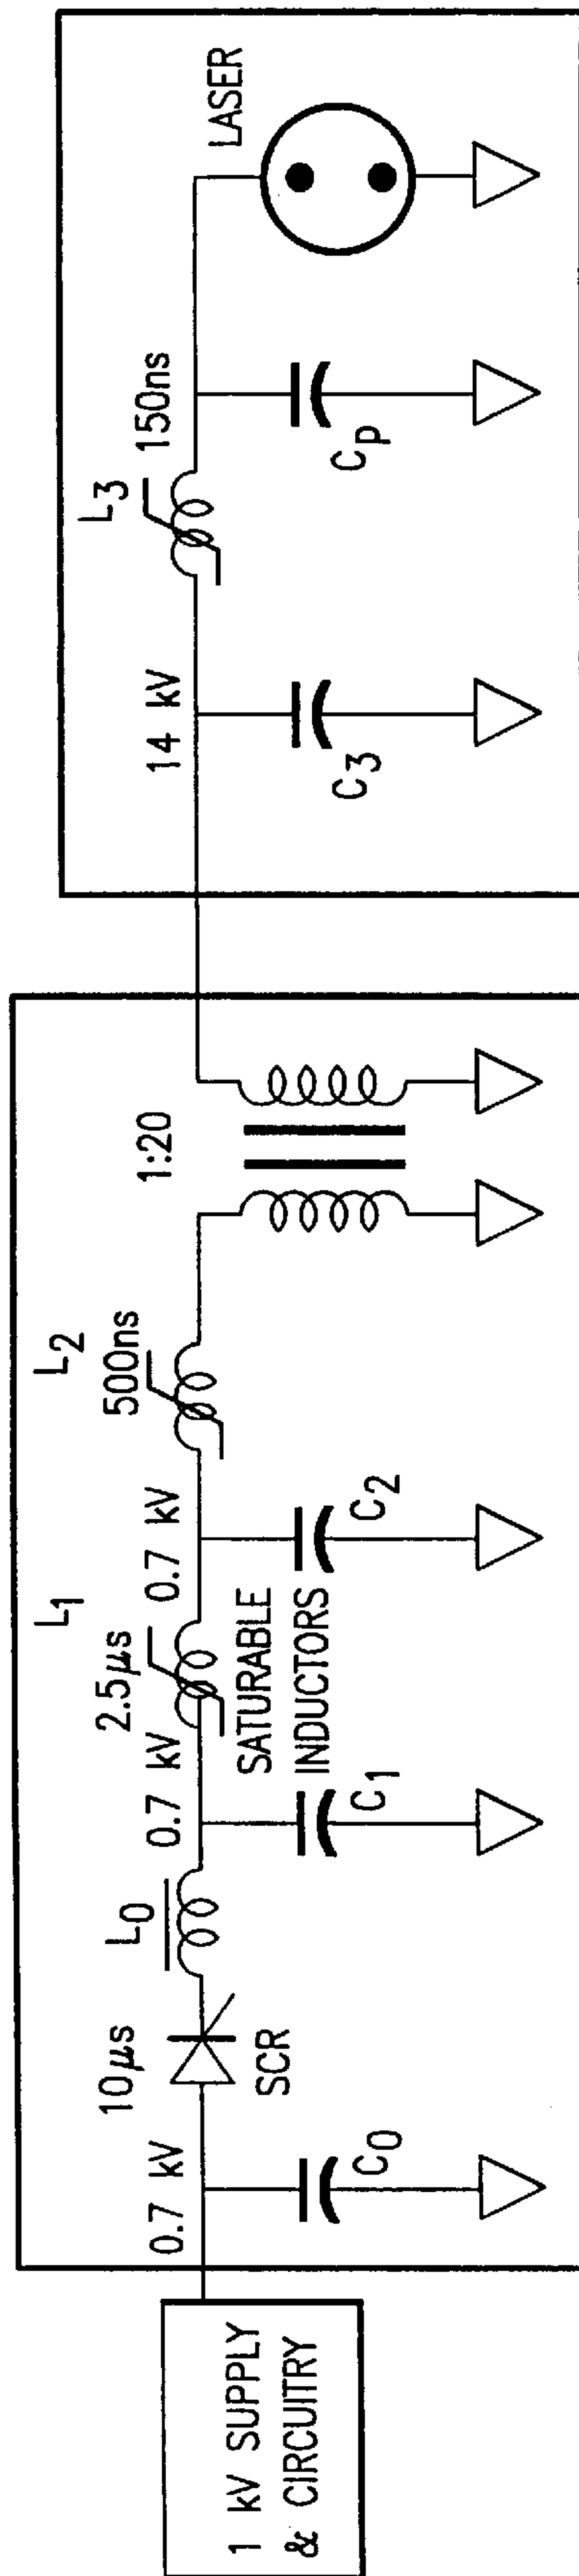 1 kV SUPPLY
& CIRCUITRY
0.7 kV
C0
10μs
SCR
L0
0.7 kV
C1
L1
2.5μs
SATURABLE
INDUCTORS
0.7 kV
C2
L2
500ns
1:20
14 kV
C3
L3
150ns
Cp
LASER